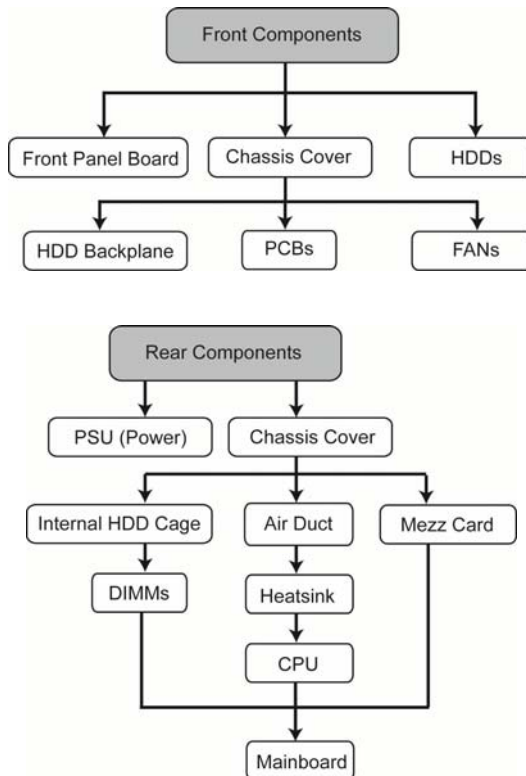 Front Components
Front Panel Board
Chassis Cover
HDDs
HDD Backplane
PCBs
FANs
Rear Components
PSU (Power)
Chassis Cover
Internal HDD Cage
Air Duct
Mezz Card
DIMMs
Heatsink
CPU
Mainboard